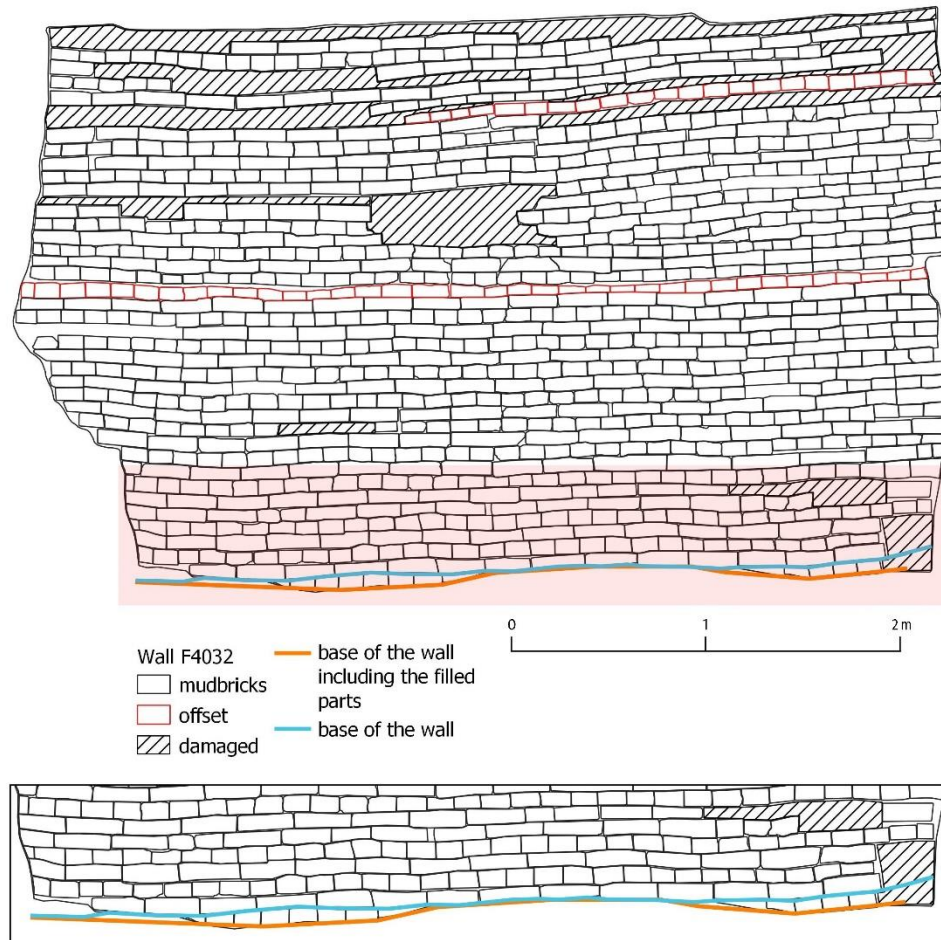 0 1 2 m
Wall F4032
mudbricks
offset
damaged
base of the wall
including the filled
parts
base of the wall